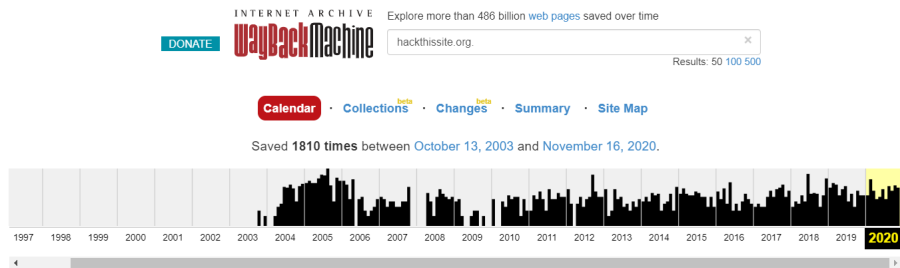 INTERNET ARCHIVE
WayBackMachine
DONATE
Explore more than 486 billion web pages saved over time
hackthissite.org.
×
Results: 50 100 500
Calendar · Collections beta · Changes beta · Summary · Site Map
Saved 1810 times between October 13, 2003 and November 16, 2020.
1997 1998 1999 2000 2001 2002 2003 2004 2005 2006 2007 2008 2009 2010 2011 2012 2013 2014 2015 2016 2017 2018 2019 2020